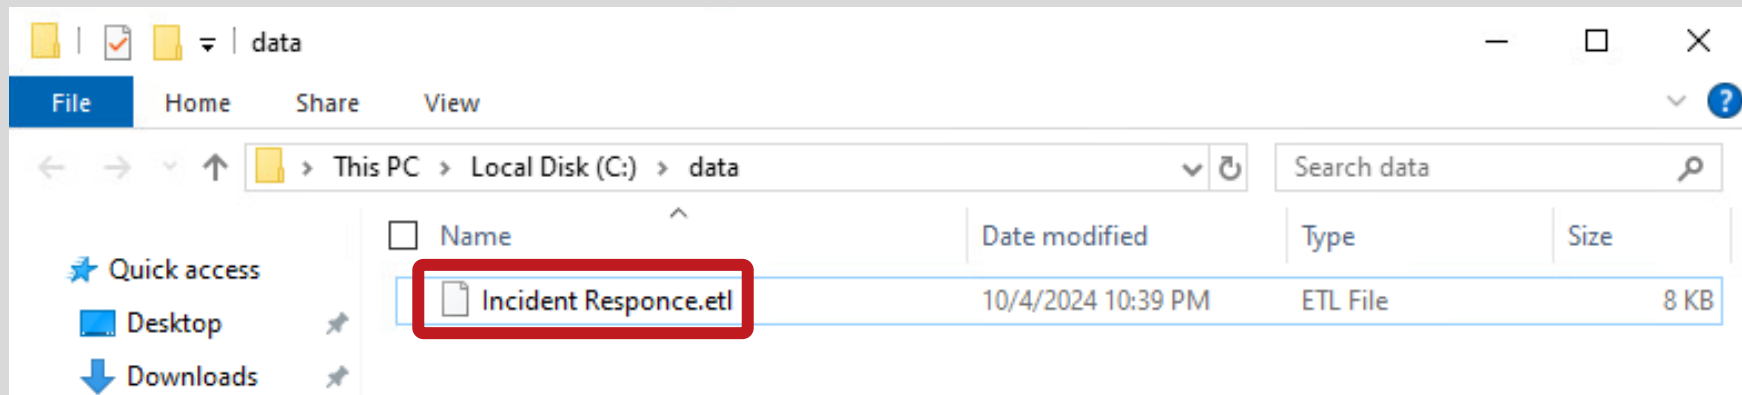 data
File Home Share View ?
This PC > Local Disk (C:) > data Search data
Name Date modified Type Size
Quick access
Incident Responce.etl 10/4/2024 10:39 PM ETL File 8 KB
Desktop
Downloads